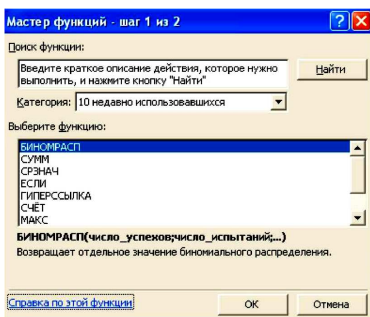 Мастер функций - шаг 1 из 2
Поиск функции:
Введите краткое описание действия, которое нужно
выполнить, и нажмите кнопку "Найти"
Найти
Категория: 10 недавно использовавшихся
Выберите функцию:
БИНОМРАСП
СУММ
СРЗНАЧ
ЕСЛИ
ГИПЕРССЫЛКА
СЧЁТ
МАКС
БИНОМРАСП(число_успехов;число_испытаний;...)
Возвращает отдельное значение биномиального распределения.
Справка по этой функции
ОК
Отмена